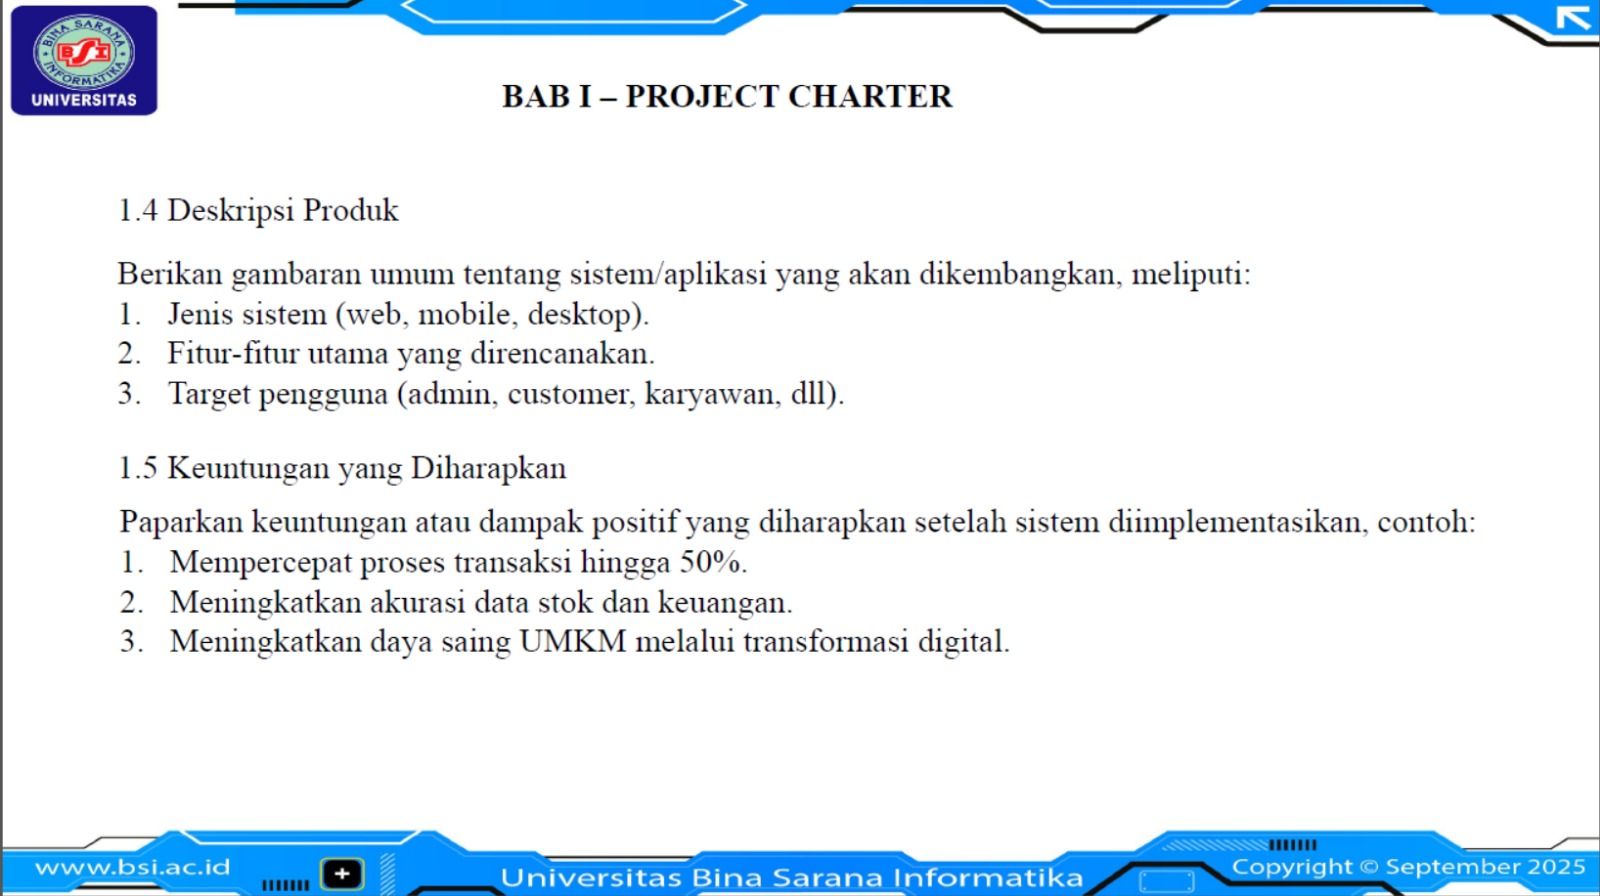 BINA SARANA
BSI
INFORMATIKA
UNIVERSITAS
BAB I – PROJECT CHARTER
1.4 Deskripsi Produk
Berikan gambaran umum tentang sistem/aplikasi yang akan dikembangkan, meliputi:
1. Jenis sistem (web, mobile, desktop).
2. Fitur-fitur utama yang direncanakan.
3. Target pengguna (admin, customer, karyawan, dll).
1.5 Keuntungan yang Diharapkan
Paparkan keuntungan atau dampak positif yang diharapkan setelah sistem diimplementasikan, contoh:
1. Mempercepat proses transaksi hingga 50%.
2. Meningkatkan akurasi data stok dan keuangan.
3. Meningkatkan daya saing UMKM melalui transformasi digital.
www.bsi.ac.id
Universitas Bina Sarana Informatika
Copyright © September 2025